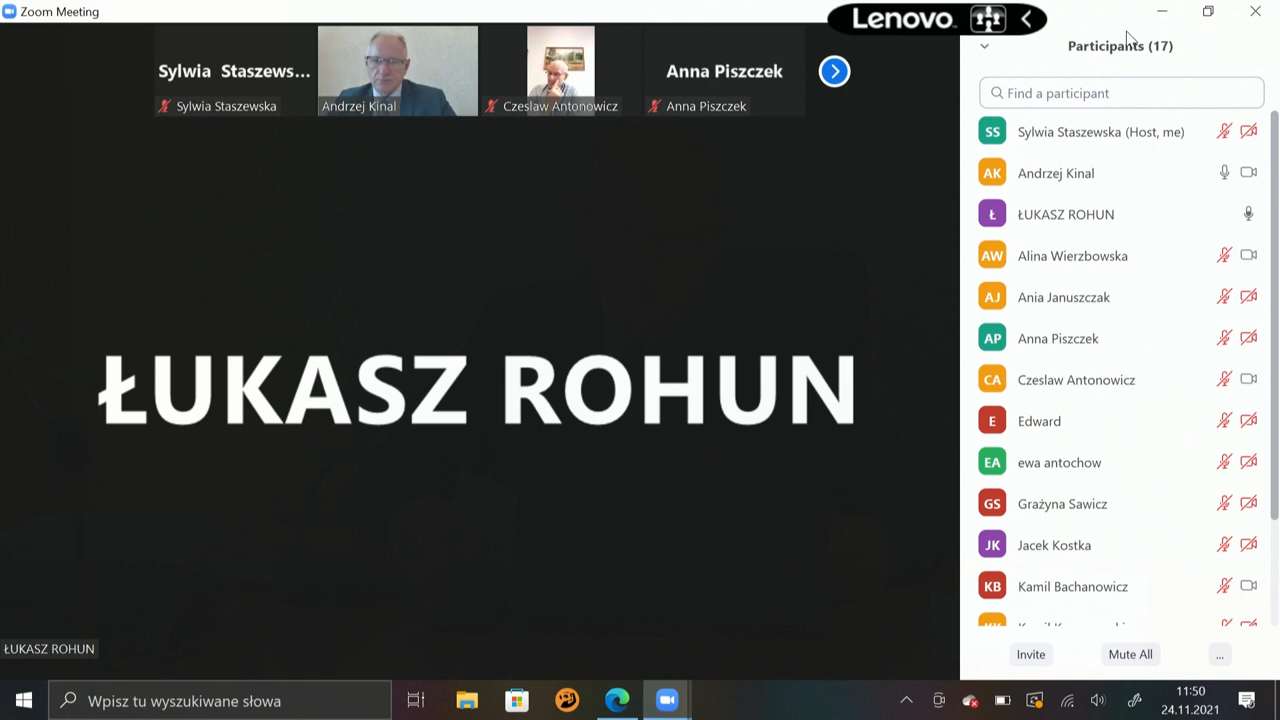 Zoom Meeting
Lenovo
Sylwia Staszews...
Sylwia Staszewska
Andrzej Kinal
Czeslaw Antonowicz
Anna Piszczek
Anna Piszczek
ŁUKASZ ROHUN
ŁUKASZ ROHUN
Participants (17)
Find a participant
SS Sylwia Staszewska (Host, me)
AK Andrzej Kinal
Ł ŁUKASZ ROHUN
AW Alina Wierzbowska
AJ Ania Januszczak
AP Anna Piszczek
CA Czeslaw Antonowicz
E Edward
EA ewa antochow
GS Grażyna Sawicz
JK Jacek Kostka
KB Kamil Bachanowicz
Invite
Mute All
...
Wpisz tu wyszukiwane słowa
11:50
24.11.2021